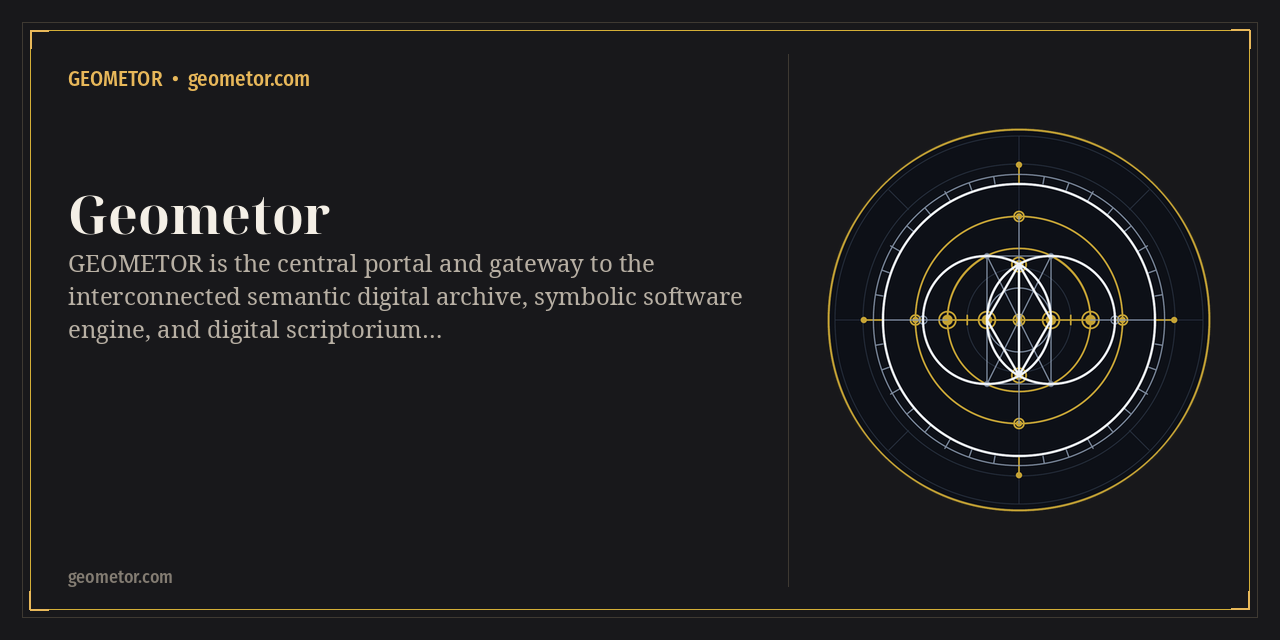 GEOMETOR • geometor.com
Geometor
GEOMETOR is the central portal and gateway to the
interconnected semantic digital archive, symbolic software
engine, and digital scriptorium...
geometor.com